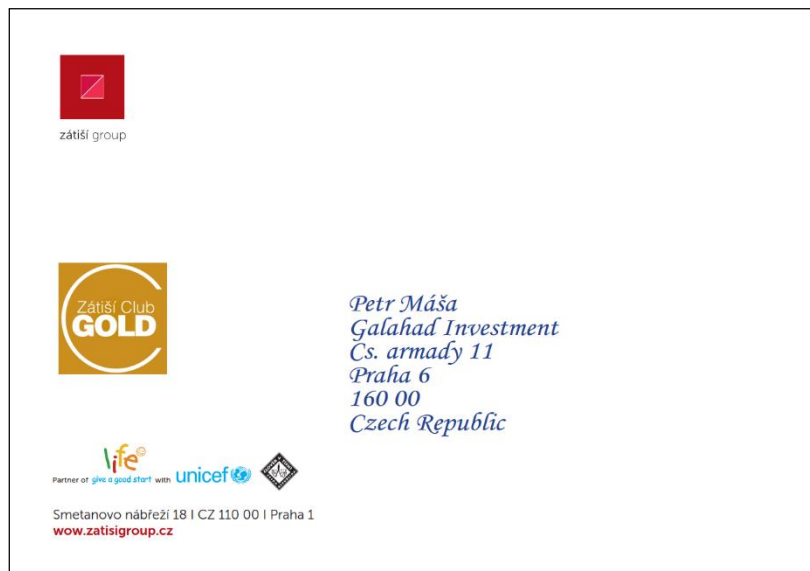 zátiší group
Zátiší Club
GOLD
Petr Máša
Galahad Investment
Cs. armady 11
Praha 6
160 00
Czech Republic
life
Partner of give a good start with unicef
Smetanovo nábřeží 18 I CZ 110 00 I Praha 1
wow.zatisigroup.cz